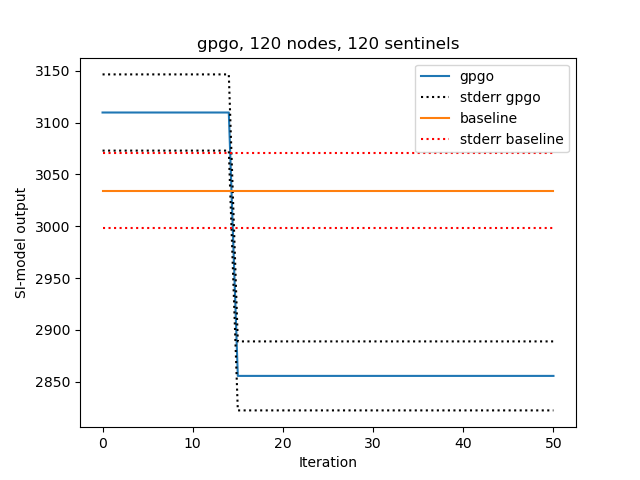 gpgo, 120 nodes, 120 sentinels
SI-model output
3150
3100
3050
3000
2950
2900
2850
gpgo
stderr gpgo
baseline
stderr baseline
0 10 20 30 40 50
Iteration